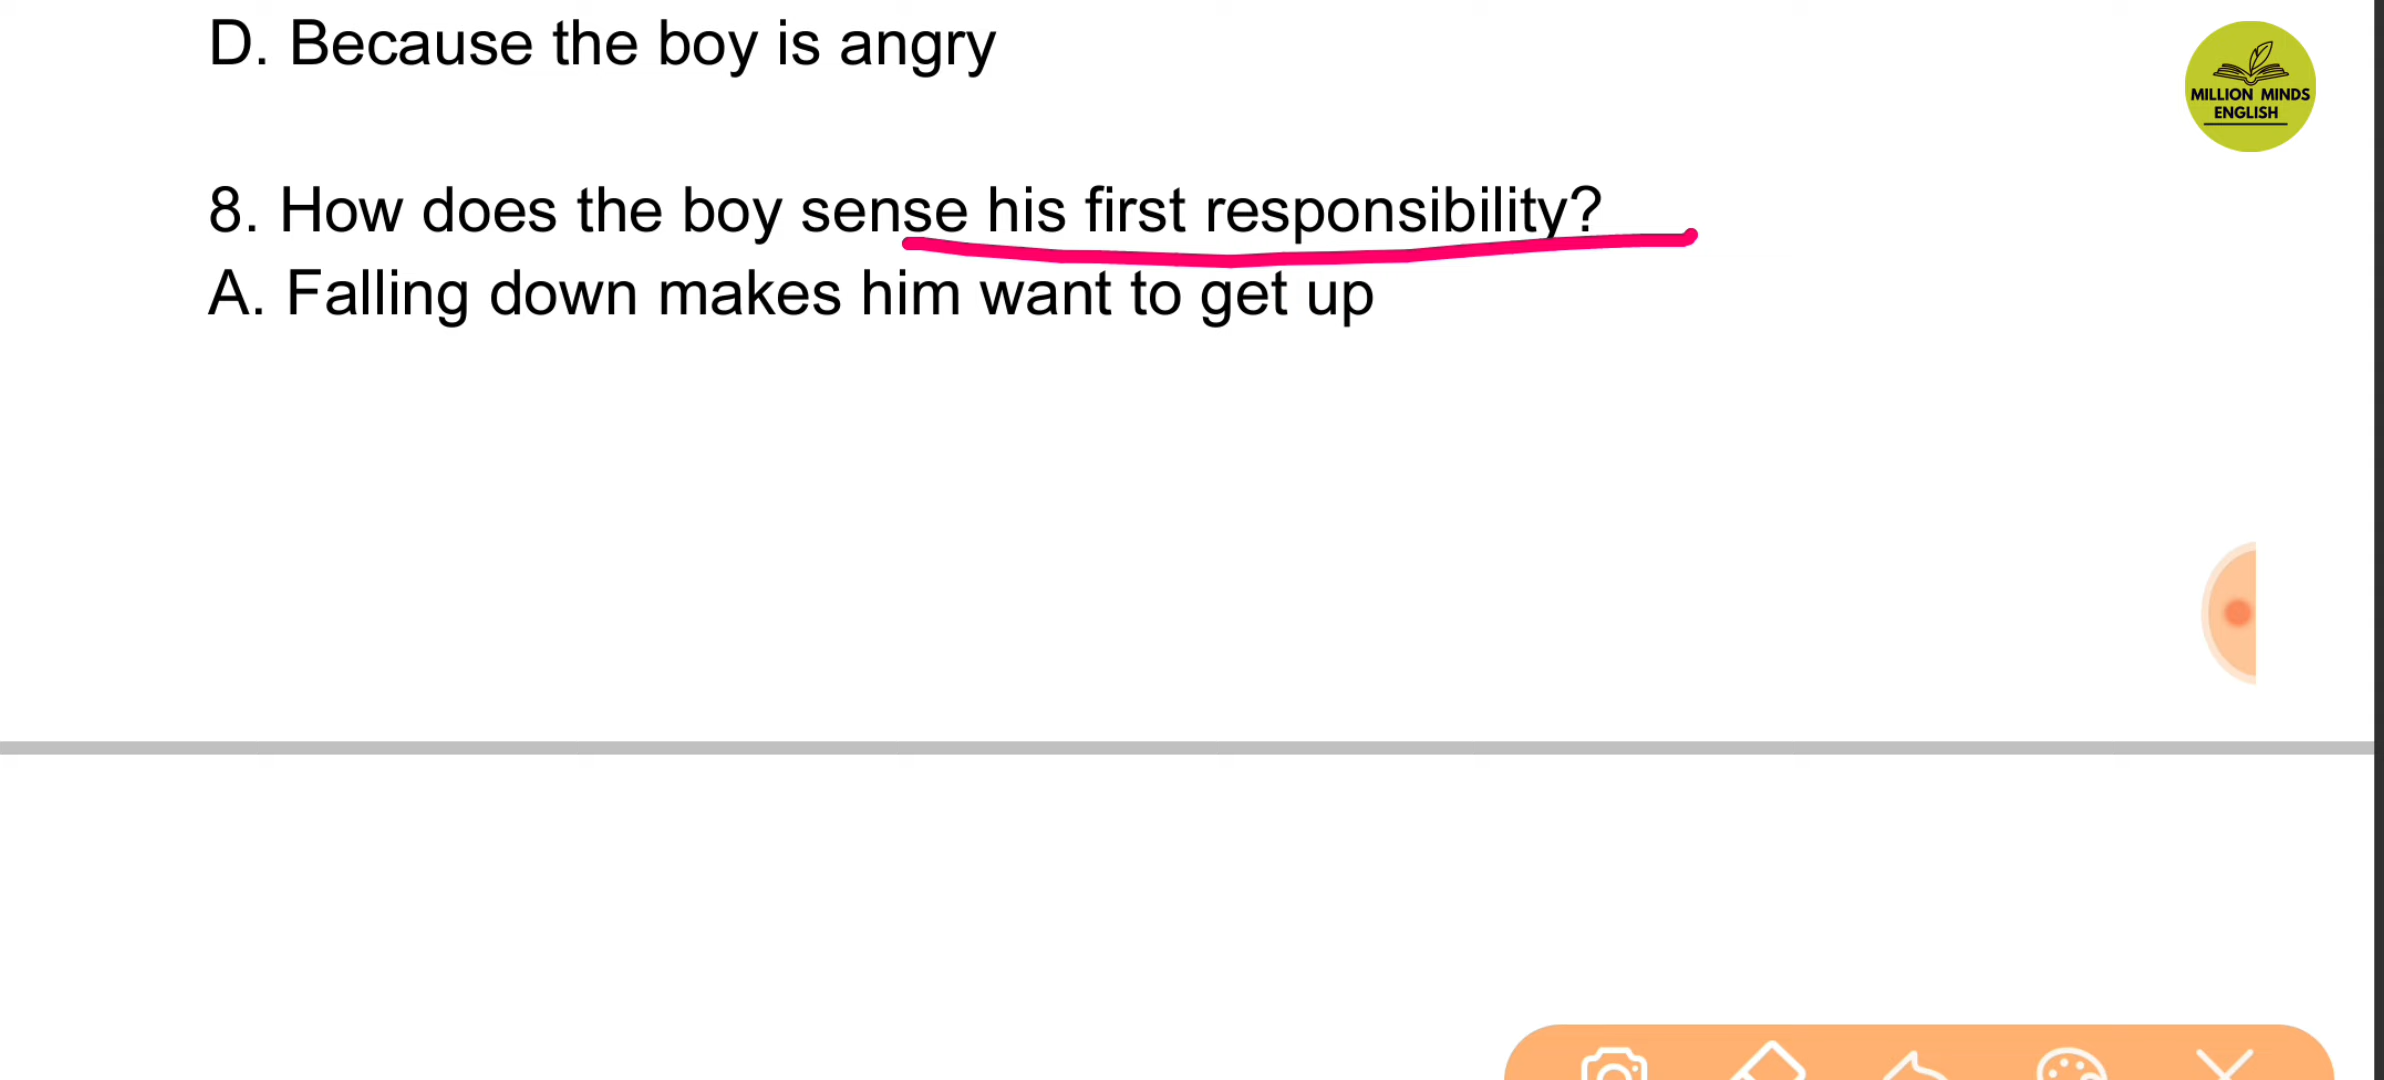 D. Because the boy is angry
MILLION MINDS
ENGLISH
8. How does the boy sense his first responsibility?
A. Falling down makes him want to get up